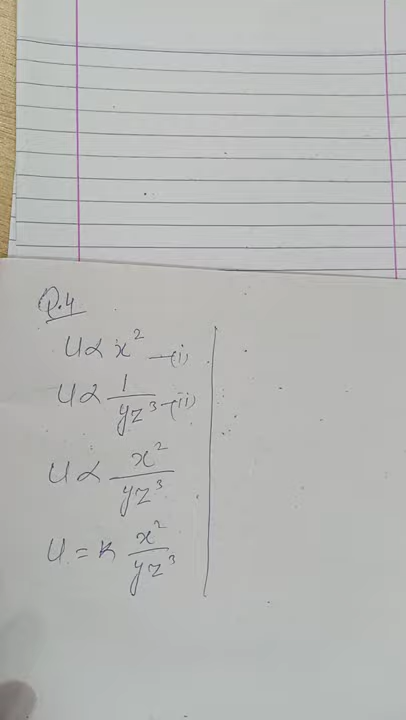 Q.4
U ∝ x² —(i)
U ∝ 1/yz³ —(ii)
U ∝ x²/yz³
U = K x²/yz³